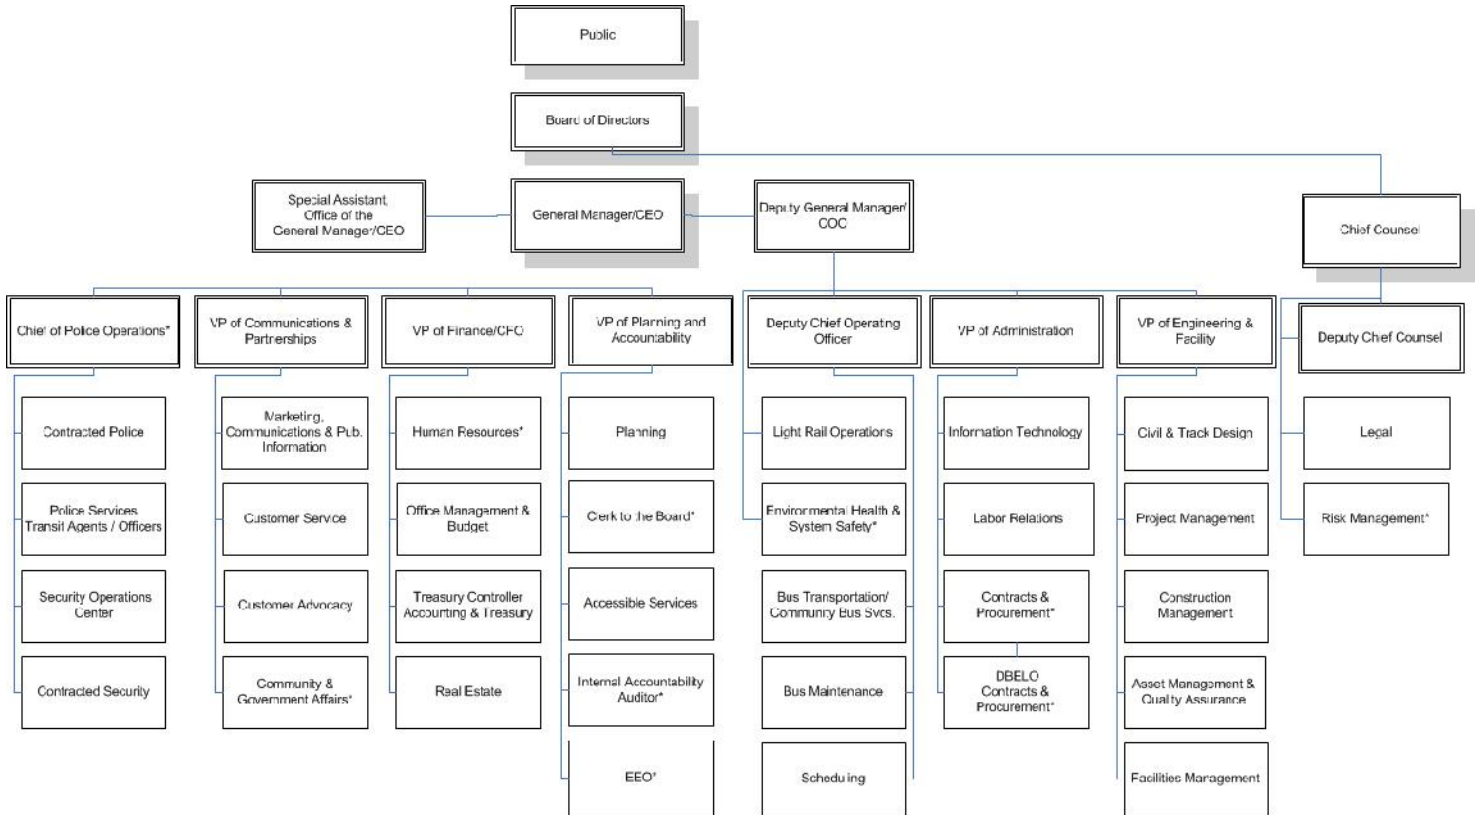 Public
Board of Directors
Special Assistant,
Office of the
General Manager/CEO
General Manager/CEO
Deputy General Manager/
COO
Chief Counsel
Chief of Police Operations*
VP of Communications &
Partnerships
VP of Finance/CFO
VP of Planning and
Accountability
Deputy Chief Operating
Officer
VP of Administration
VP of Engineering &
Facility
Deputy Chief Counsel
Contracted Police
Marketing,
Communications & Pub.
Information
Human Resources*
Planning
Light Rail Operations
Information Technology
Civil & Track Design
Legal
Police Services
Transit Agents / Officers
Customer Service
Office Management &
Budget
Clerk to the Board*
Environmental Health &
System Safety*
Labor Relations
Project Management
Risk Management*
Security Operations
Center
Customer Advocacy
Treasury Controller
Accounting & Treasury
Accessible Services
Bus Transportation/
Community Bus Svcs.
Contracts &
Procurement*
Construction
Management
Contracted Security
Community &
Government Affairs*
Real Estate
Internal Accountability
Auditor*
Bus Maintenance
DBELO
Contracts &
Procurement*
Asset Management &
Quality Assurance
EEO*
Scheduling
Facilities Management